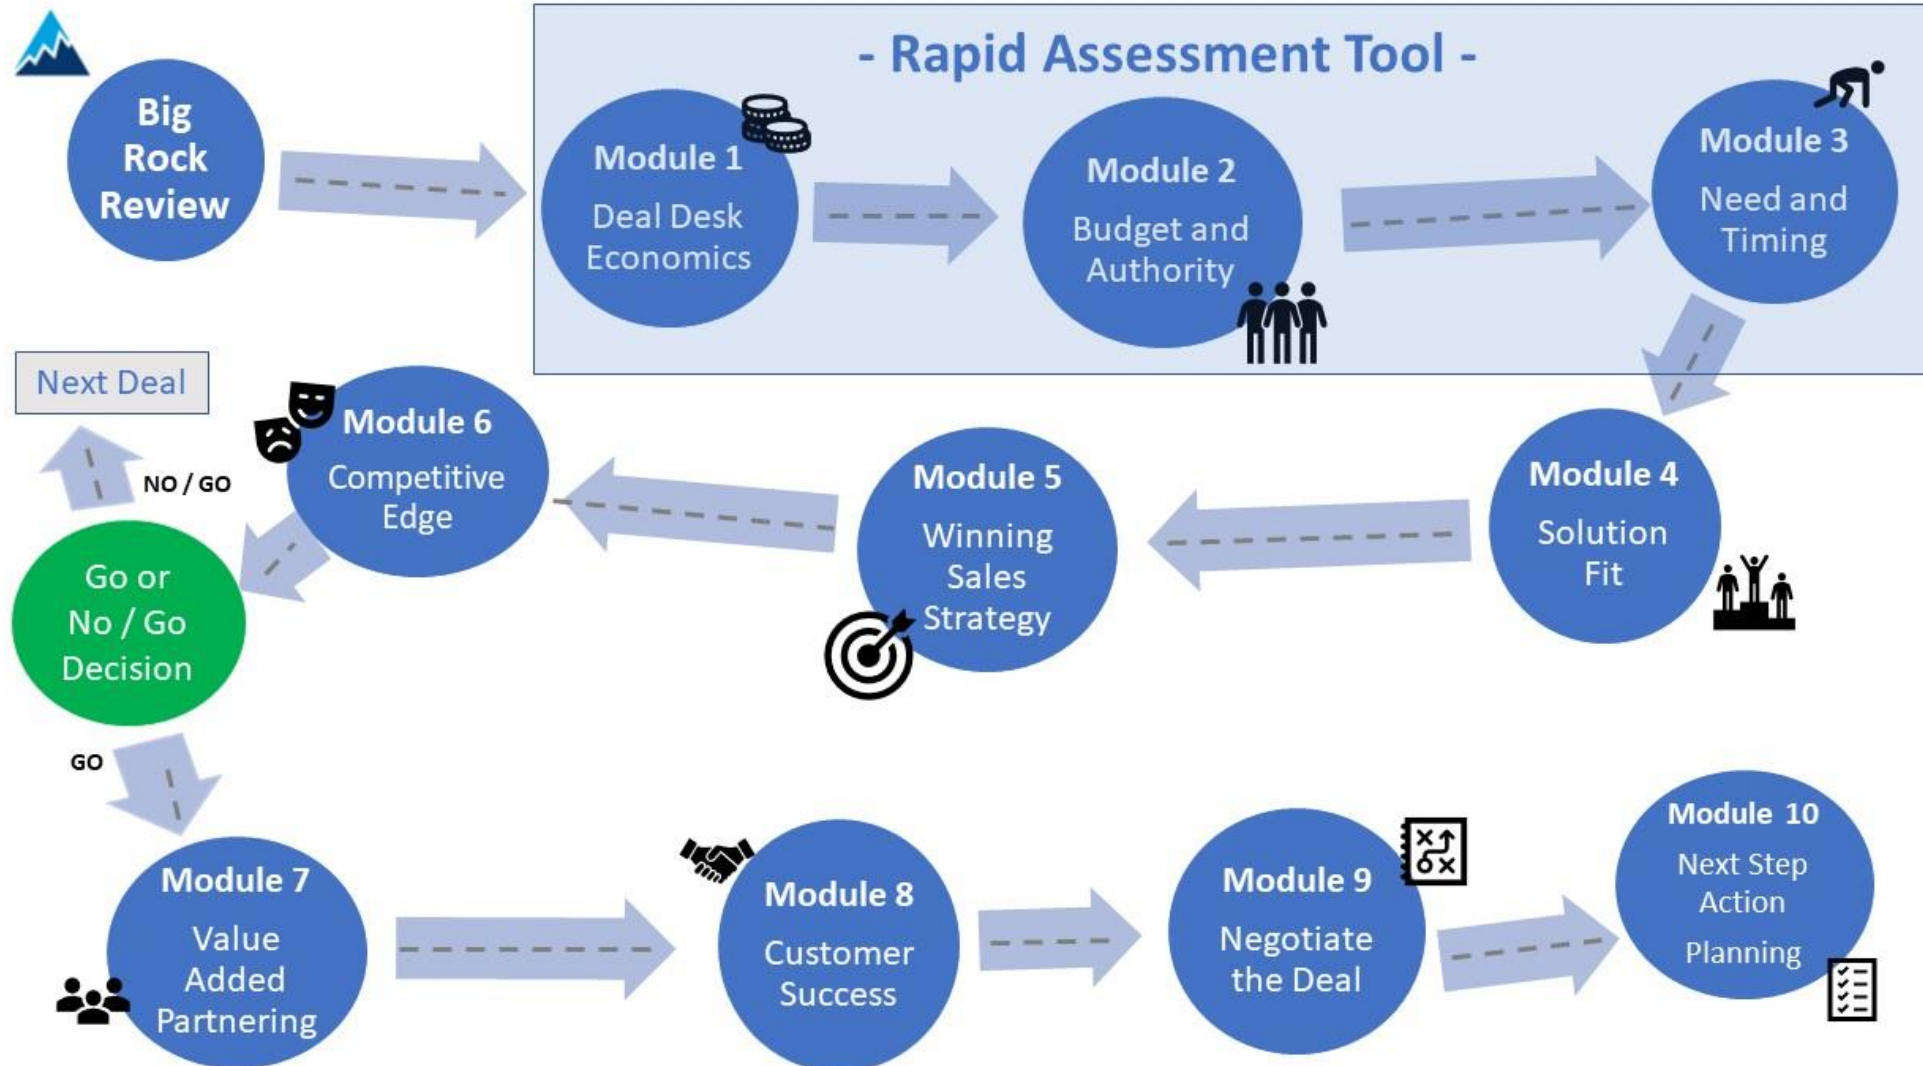 - Rapid Assessment Tool -
Big
Rock
Review
Module 1
Deal Desk
Economics
Module 2
Budget and
Authority
Module 3
Need and
Timing
Module 4
Solution
Fit
Module 5
Winning
Sales
Strategy
Module 6
Competitive
Edge
Go or
No / Go
Decision
NO / GO
Next Deal
GO
Module 7
Value
Added
Partnering
Module 8
Customer
Success
Module 9
Negotiate
the Deal
Module 10
Next Step
Action
Planning